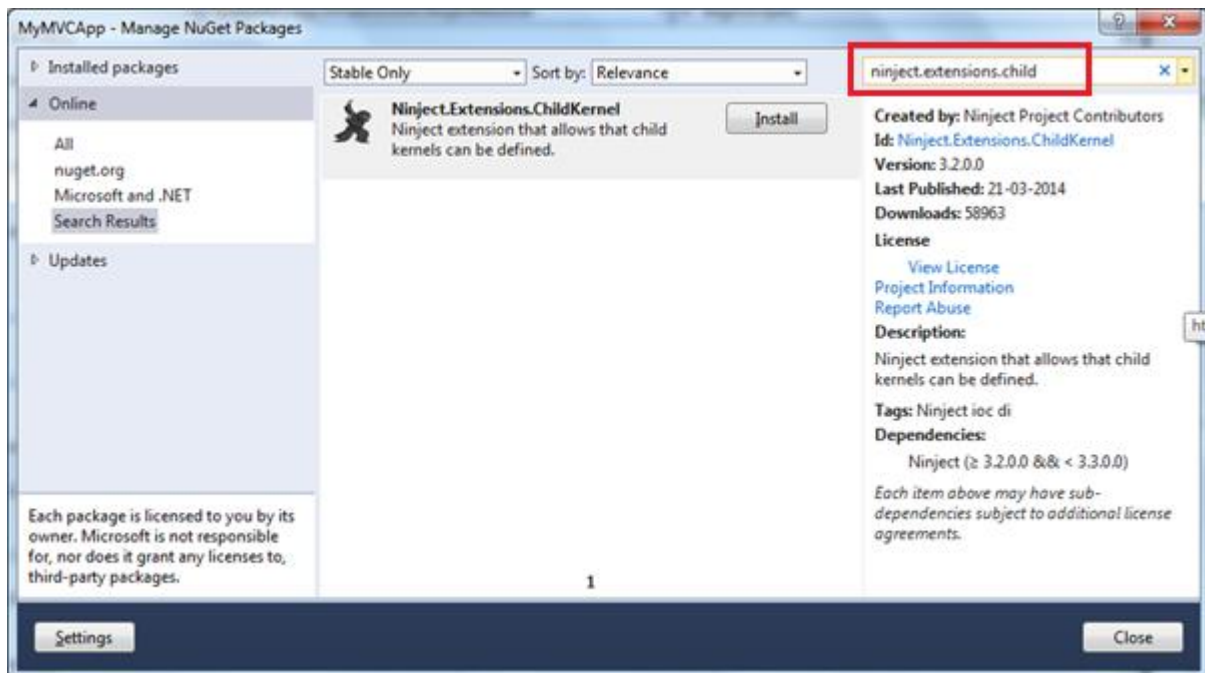 MyMVCApp - Manage NuGet Packages
Installed packages
Online
All
nuget.org
Microsoft and .NET
Search Results
Updates
Each package is licensed to you by its
owner. Microsoft is not responsible
for, nor does it grant any licenses to,
third-party packages.
Stable Only
Sort by: Relevance
Ninject.Extensions.ChildKernel
Ninject extension that allows that child
kernels can be defined.
Install
1
ninject.extensions.child
Created by: Ninject Project Contributors
Id: Ninject.Extensions.ChildKernel
Version: 3.2.0.0
Last Published: 21-03-2014
Downloads: 58963
License
View License
Project Information
Report Abuse
Description:
Ninject extension that allows that child
kernels can be defined.
Tags: Ninject ioc di
Dependencies:
Ninject (≥ 3.2.0.0 && < 3.3.0.0)
Each item above may have sub-
dependencies subject to additional license
agreements.
ht
Settings
Close